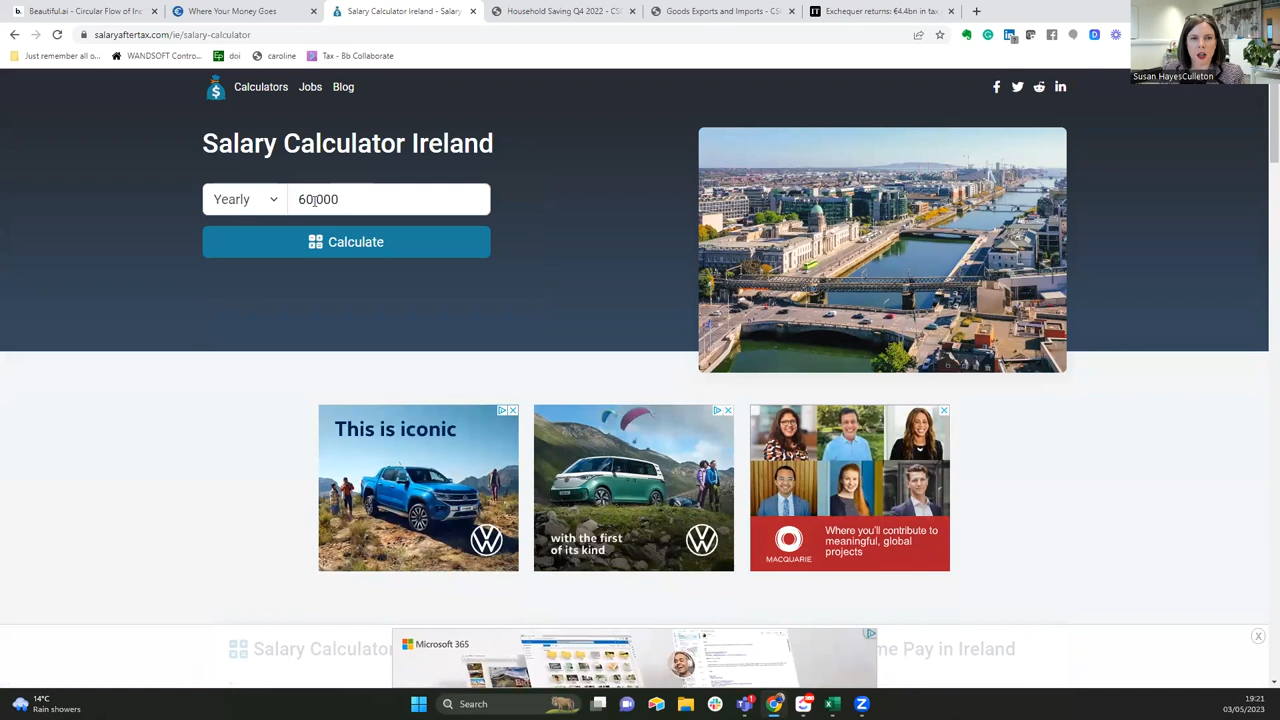 Beautiful.ai - Circular Flow of Inc
Where Your Money Goes
Salary Calculator Ireland - Salary
Household Saving Q4 2022 - CSO
Goods Exports and Imports - CSO
Exchequer returns: €4.4bn in tax
salaryaftertax.com/ie/salary-calculator
Just remember all o...
WANDSOFT Contro...
doi
caroline
Tax - Bb Collaborate
Susan HayesCulleton
Calculators
Jobs
Blog
Salary Calculator Ireland
Yearly
60,000
Calculate
This is iconic
with the first
of its kind
MACQUARIE
Where you'll contribute to
meaningful, global
projects
Salary Calculator
me Pay in Ireland
Microsoft 365
14°C
Rain showers
Search
19:21
03/05/2023